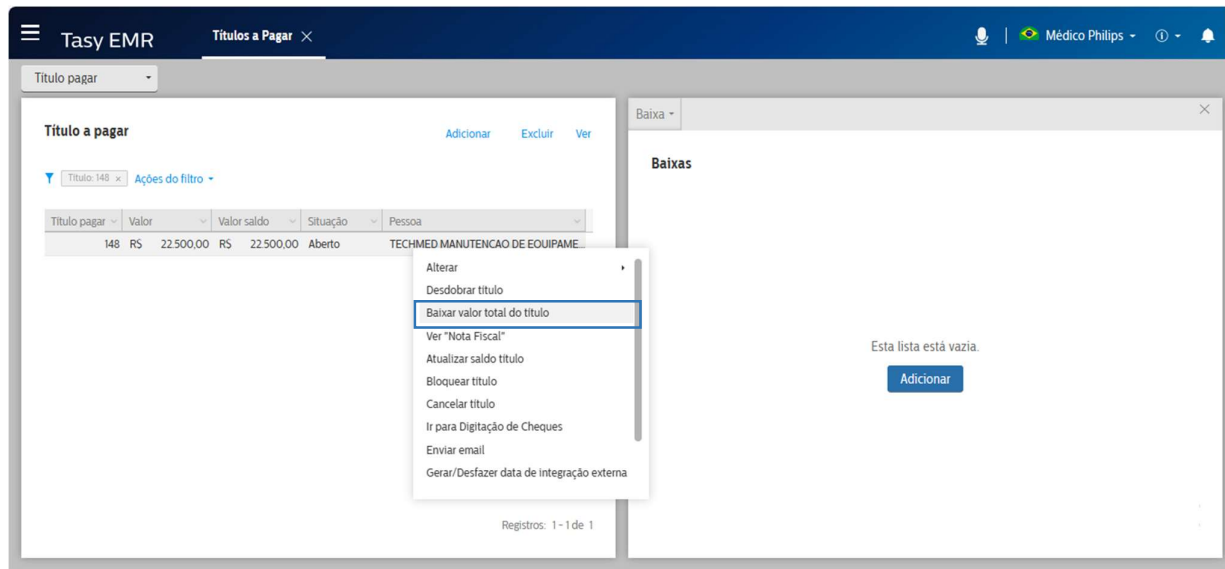 Tasy EMR
Títulos a Pagar
Médico Philips
Título pagar
Título a pagar
Adicionar Excluir Ver
Título: 148 × Ações do filtro
Título pagar Valor Valor saldo Situação Pessoa
148 R$ 22.500,00 R$ 22.500,00 Aberto TECHMED MANUTENCAO DE EQUIPAME...
Alterar
Desdobrar título
Baixar valor total do título
Ver "Nota Fiscal"
Atualizar saldo título
Bloquear título
Cancelar título
Ir para Digitação de Cheques
Enviar email
Gerar/Desfazer data de integração externa
Registros: 1 - 1 de 1
Baixa
Baixas
Esta lista está vazia.
Adicionar